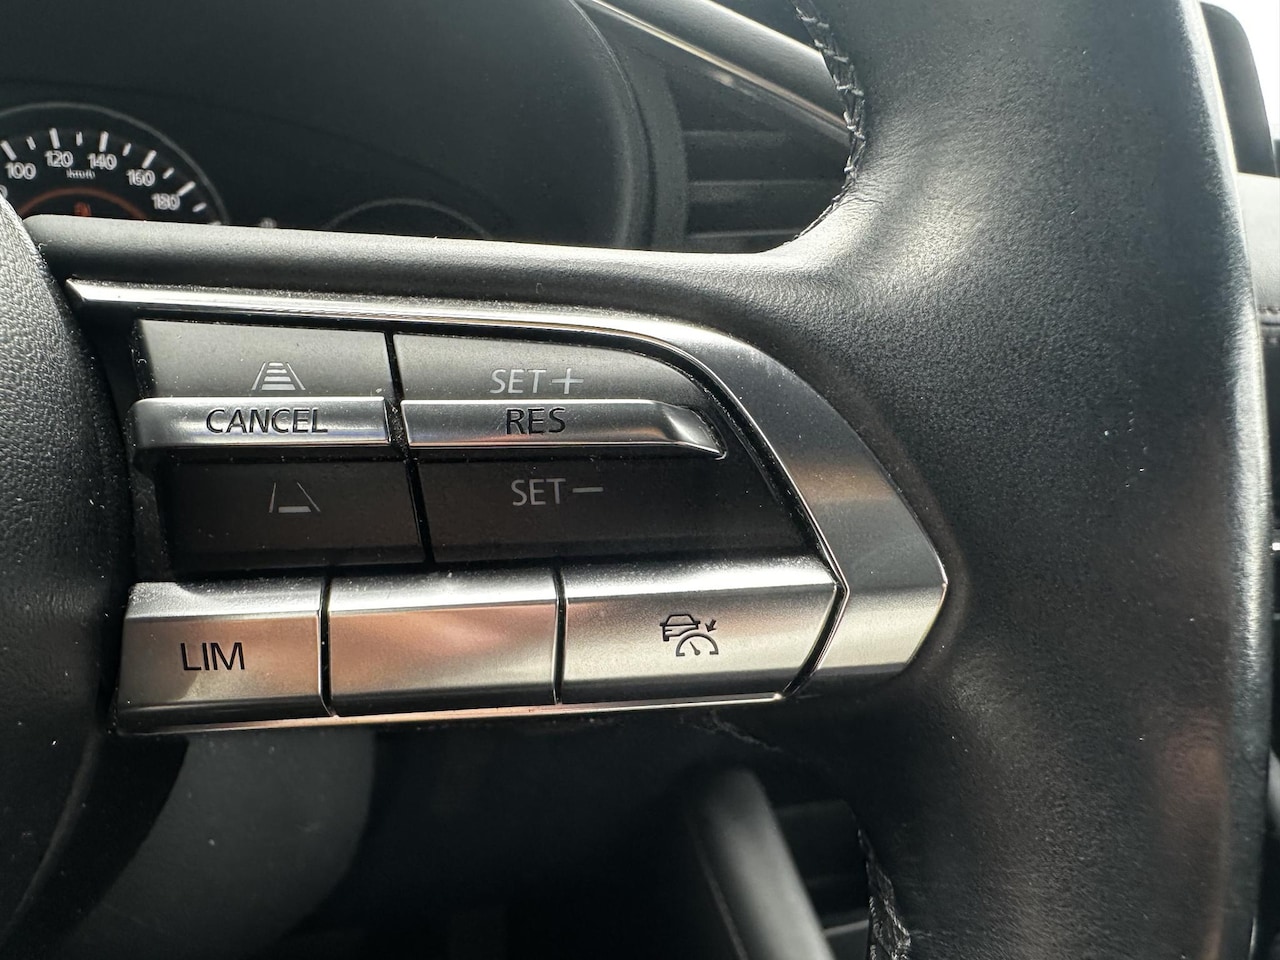 100 120 140 160 180
km/h
SET+
CANCEL RES
SET−
LIM